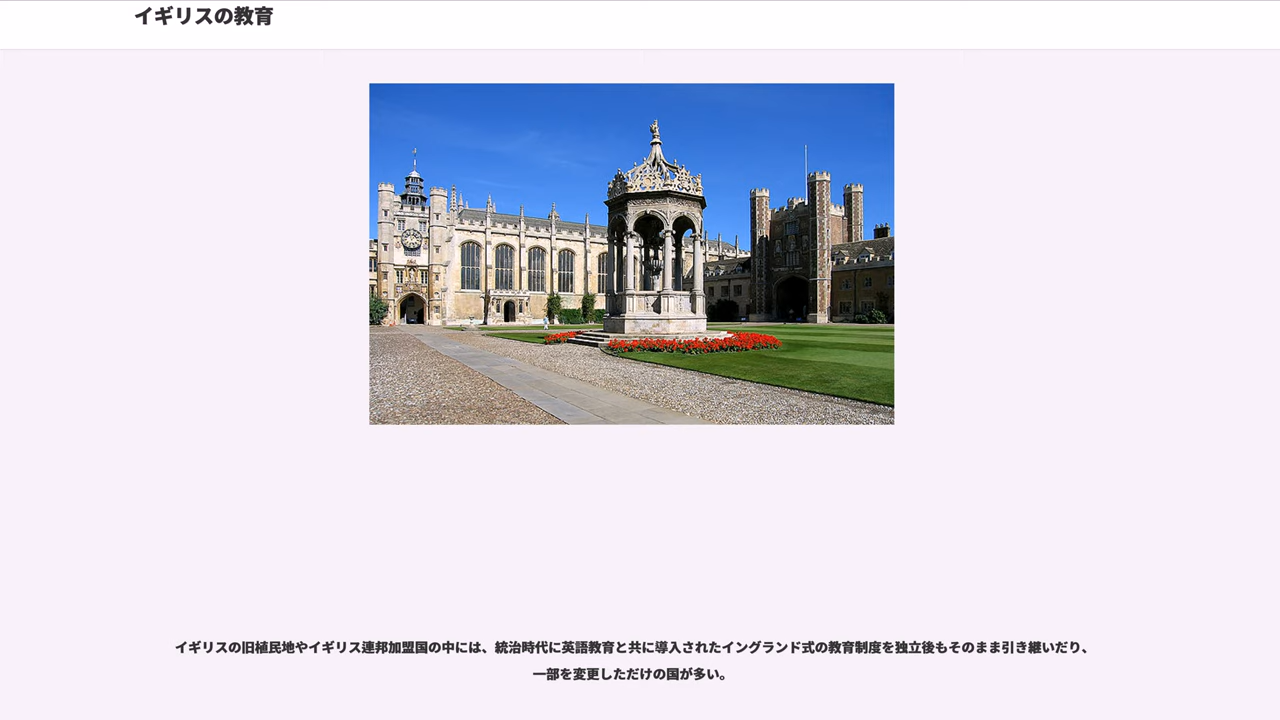 イギリスの教育
イギリスの旧植民地やイギリス連邦加盟国の中には、統治時代に英語教育と共に導入されたイングランド式の教育制度を独立後もそのまま引き継いだり、
一部を変更しただけの国が多い。